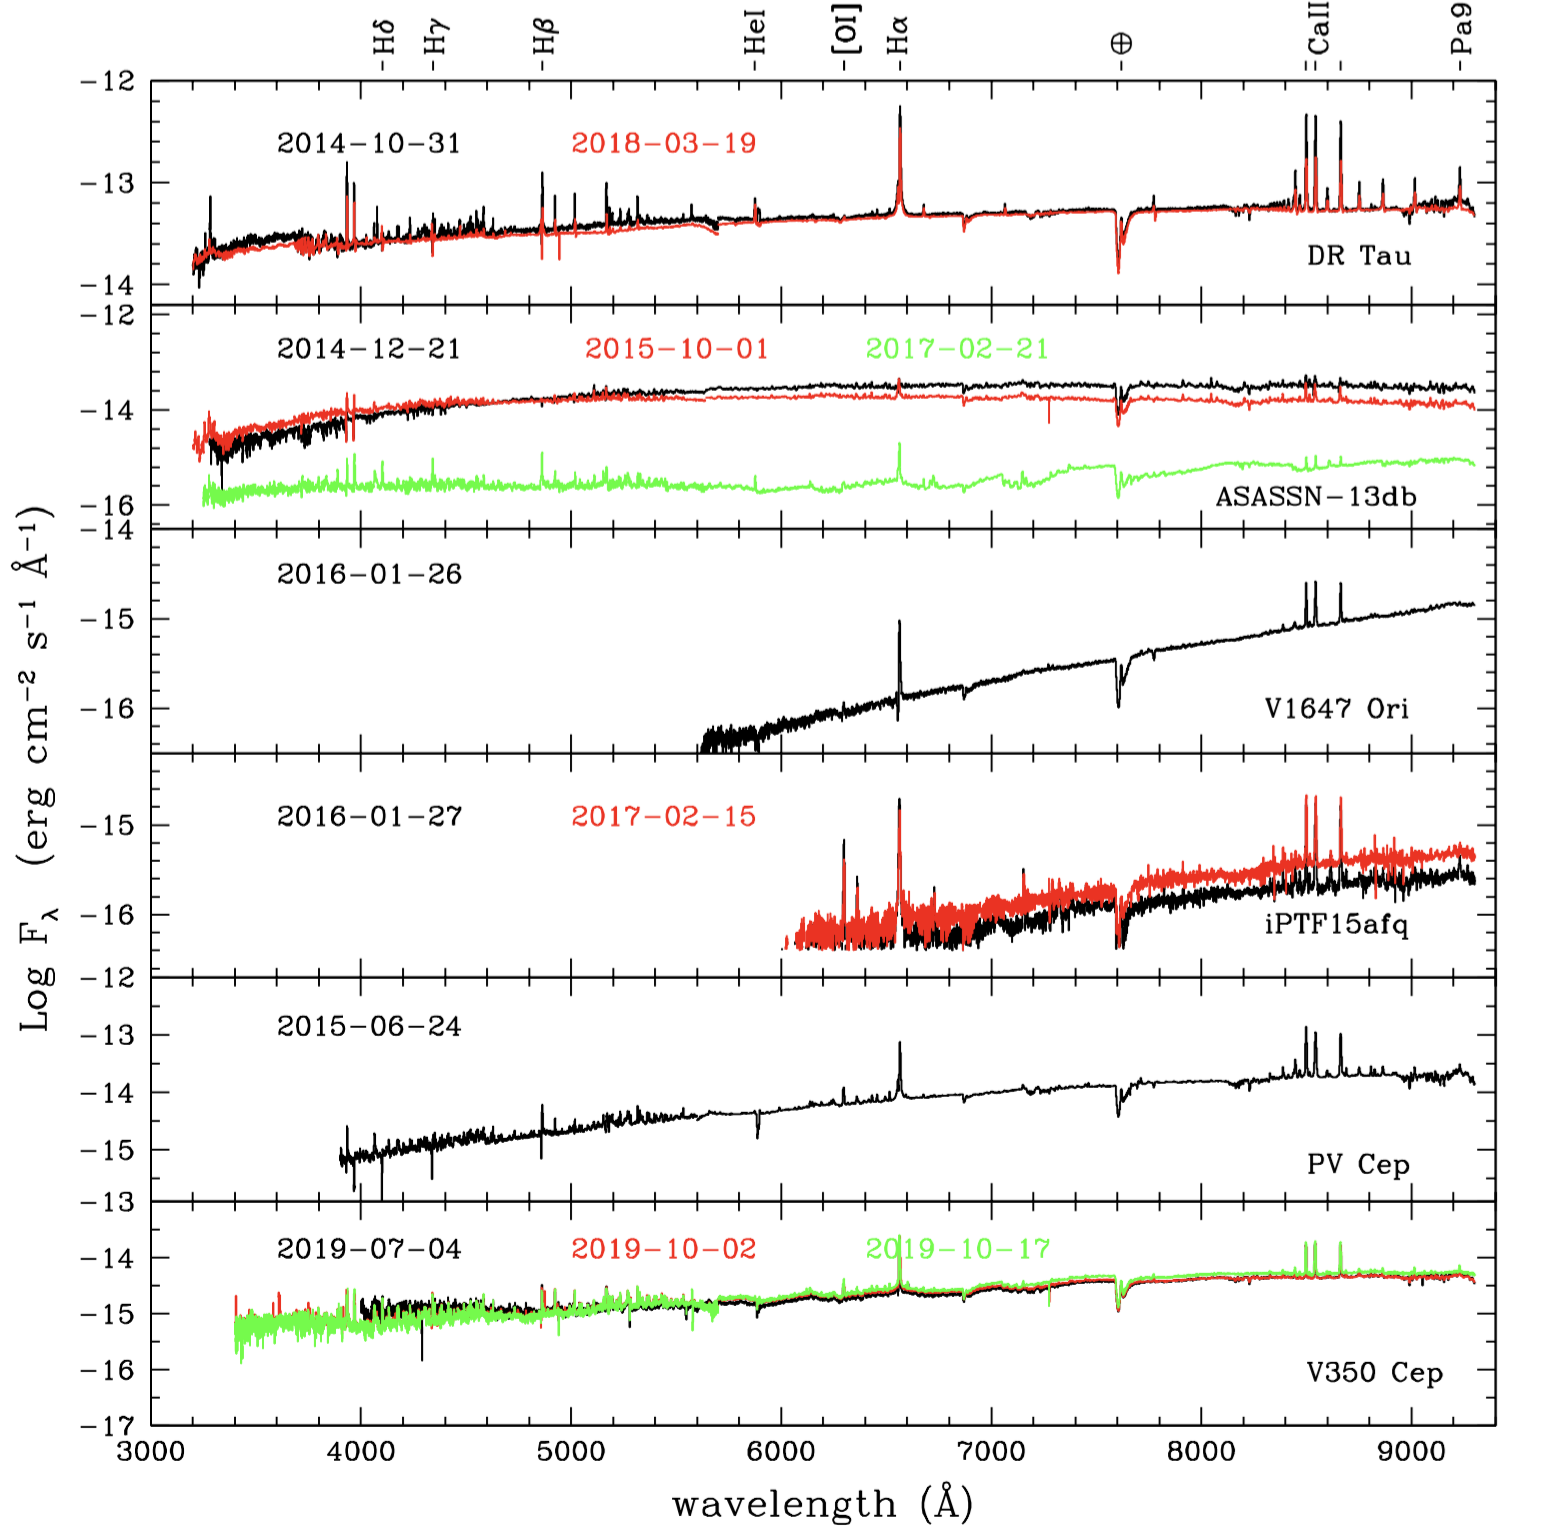 Hδ Hγ Hβ HeI [OI] Hα ⊕ CaII Pa9
−12
2014−10−31 2018−03−19
−13
DR Tau
−14
−12
2014−12−21 2015−10−01 2017−02−21
−14
ASASSN−13db
−16
−14
2016−01−26
−15
V1647 Ori
−16
2016−01−27 2017−02−15
−15
−16
iPTF15afq
−12
2015−06−24
−13
−14
−15
PV Cep
−13
2019−07−04 2019−10−02 2019−10−17
−14
−15
−16
V350 Cep
−17
3000 4000 5000 6000 7000 8000 9000
wavelength (Å)
Log F_λ (erg cm⁻² s⁻¹ Å⁻¹)